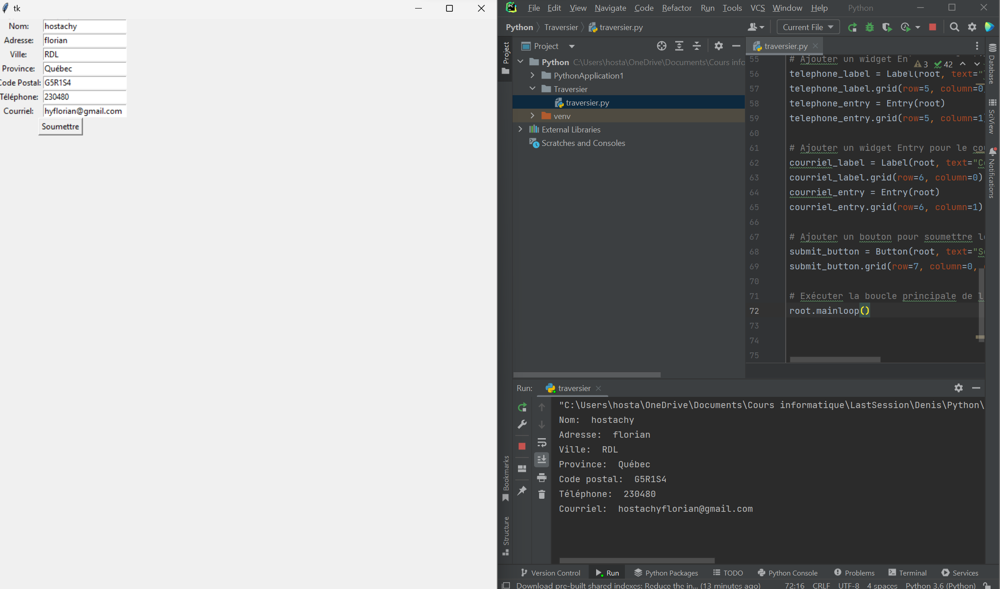 tk
Nom: hostachy
Adresse: florian
Ville: RDL
Province: Québec
Code Postal: G5R1S4
Téléphone: 230480
Courriel: hyflorian@gmail.com
Soumettre
PC File Edit View Navigate Code Refactor Run Tools VCS Window Help Python
Python Traversier traversier.py Current File
Project
Project
Python C:\Users\hosta\OneDrive\Documents\Cours info
PythonApplication1
Traversier
traversier.py
venv
External Libraries
Scratches and Consoles
Bookmarks
Structure
traversier.py
3 42
55 # Ajouter un widget En
56 telephone_label = Label(root, text="
57 telephone_label.grid(row=5, column=0
58 telephone_entry = Entry(root)
59 telephone_entry.grid(row=5, column=1
60
61 # Ajouter un widget Entry pour le cou
62 courriel_label = Label(root, text="Co
63 courriel_label.grid(row=6, column=0)
64 courriel_entry = Entry(root)
65 courriel_entry.grid(row=6, column=1)
66
67 # Ajouter un bouton pour soumettre le
68 submit_button = Button(root, text="So
69 submit_button.grid(row=7, column=0,
70
71 # Exécuter la boucle principale de l
72 root.mainloop()
73
74
75
Database
SciView
Notifications
Run: traversier
"C:\Users\hosta\OneDrive\Documents\Cours informatique\LastSession\Denis\Python\
Nom: hostachy
Adresse: florian
Ville: RDL
Province: Québec
Code postal: G5R1S4
Téléphone: 230480
Courriel: hostachyflorian@gmail.com
Version Control Run Python Packages TODO Python Console Problems Terminal Services
Download pre-built shared indexes: Reduce the in... (13 minutes ago) 72:16 CRLF UTF-8 4 spaces Python 3.6 (Python)